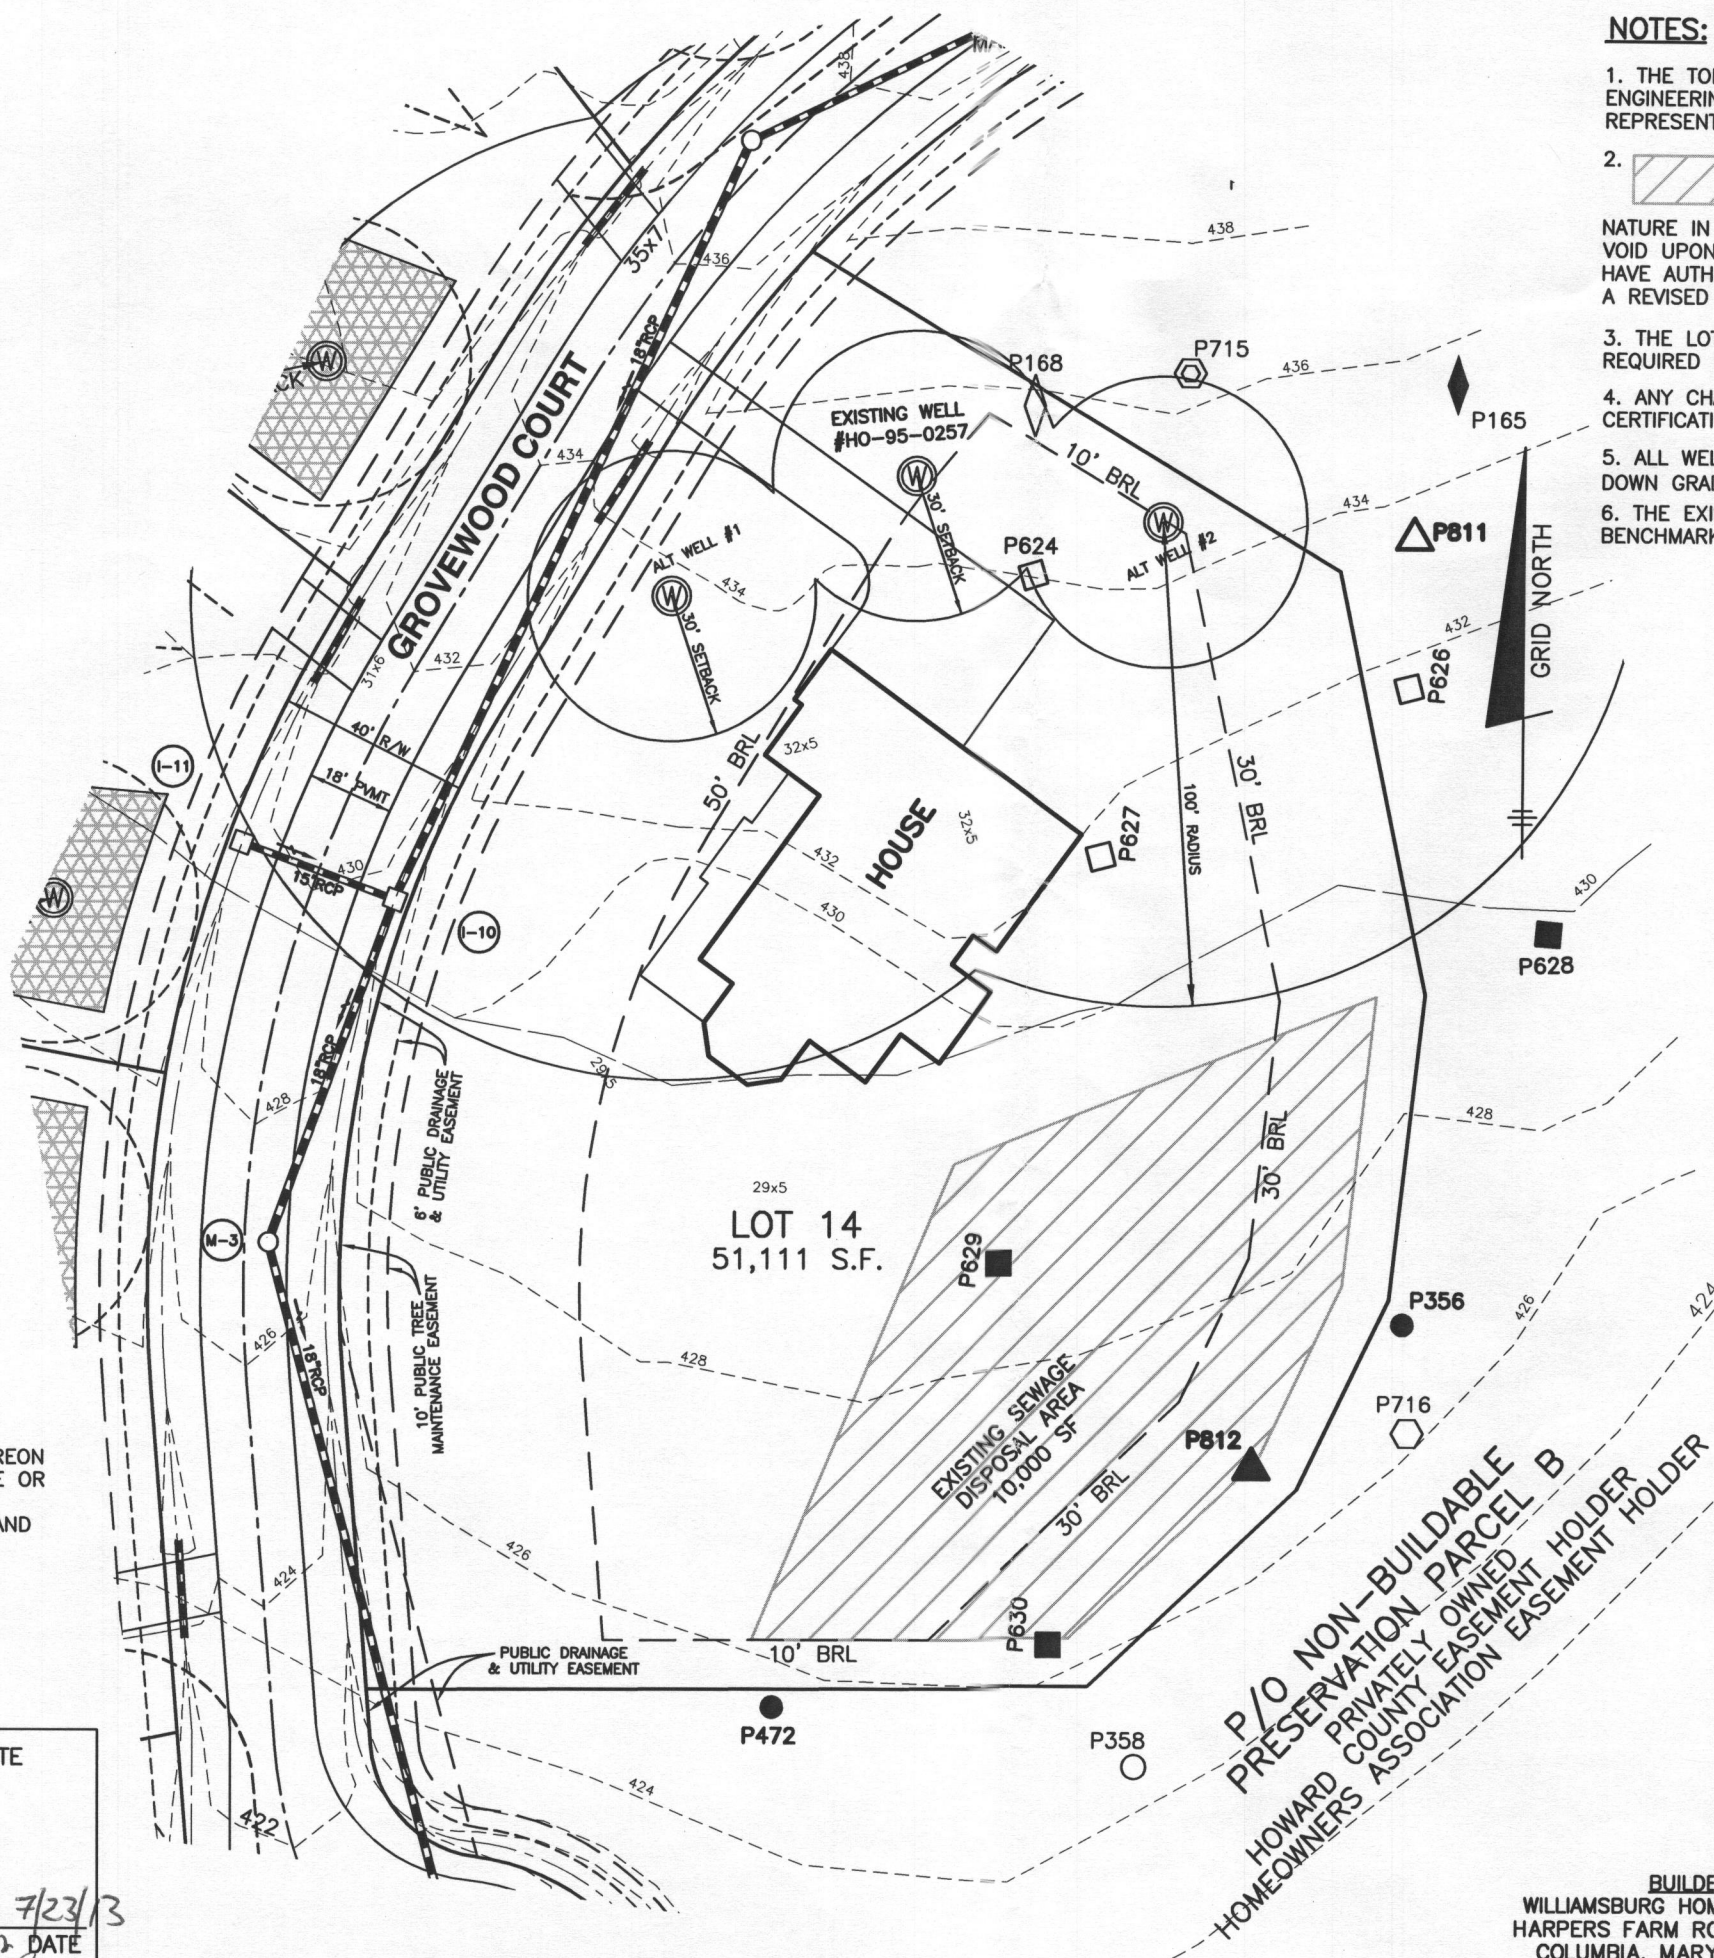 NOTES:
1. THE
ENGINEERIN
REPRESENT
2.
NATURE IN
VOID UPON
HAVE AUTH
A REVISED
3. THE LOT
REQUIRED
4. ANY CH
CERTIFICATI
5. ALL WEL
DOWN GRA
6. THE EXI
BENCHMAR
438
438
436
35x7
18"RCP
GROVEWOOD COURT
434
432
31x6
40' R/W
18' PVMT
I-11
430
15"RCP
I-10
18"RCP
428
M-3
426
18"RCP
424
422
W
CK
W
P168
P715
436
P165
EXISTING WELL
#HO-95-0257
W
30' SETBACK
10' BRL
434
P811
ALT WELL #1
W
434
30' SETBACK
P624
W
ALT WELL #2
GRID NORTH
432
P626
50' BRL
32x5
HOUSE
32x5
432
430
P627
100' RADIUS
30' BRL
430
P628
29x5
6' PUBLIC DRAINAGE
& UTILITY EASEMENT
10' PUBLIC TREE
MAINTENANCE EASEMENT
29x5
LOT 14
51,111 S.F.
428
428
P629
30' BRL
P356
426
424
P716
EXISTING SEWAGE
DISPOSAL AREA
10,000 SF
P812
30' BRL
426
P630
10' BRL
PUBLIC DRAINAGE
& UTILITY EASEMENT
P472
P358
424
P/O NON-BUILDABLE
PRESERVATION PARCEL B
PRIVATELY OWNED
HOWARD COUNTY EASEMENT HOLDER
HOMEOWNERS ASSOCIATION EASEMENT HOLDER
REON
E OR
AND
TE
7/23/13
DATE
BUILDE
WILLIAMSBURG HOM
HARPERS FARM RO
COLUMBIA, MARY